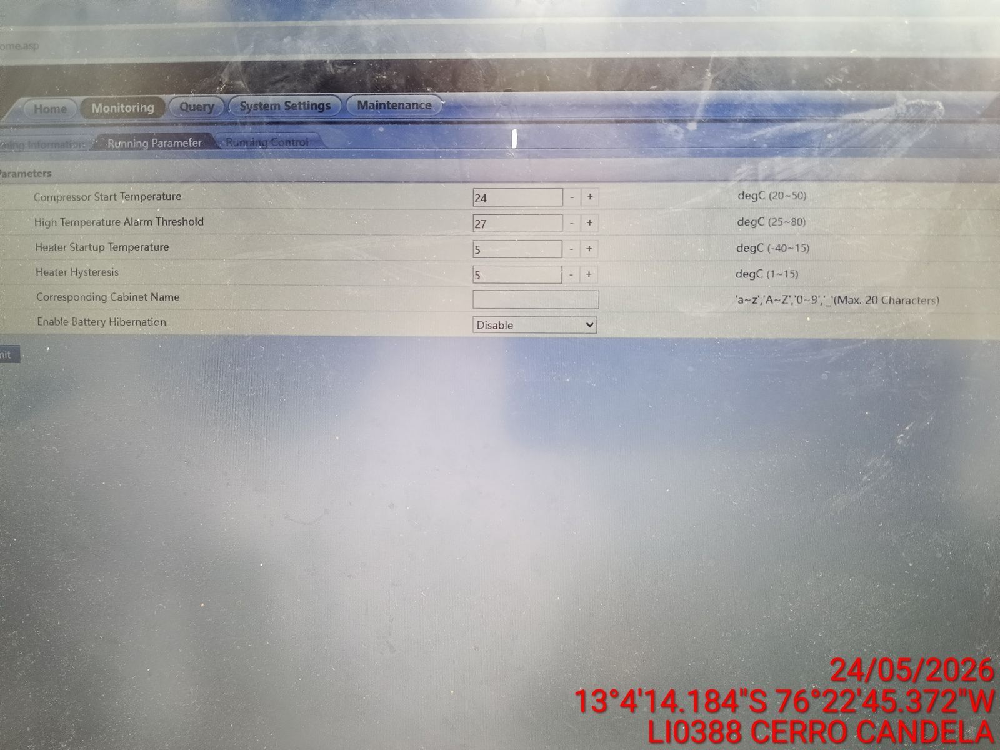 ome.asp
Home Monitoring Query System Settings Maintenance
ning Information Running Parameter Running Control
Parameters
Compressor Start Temperature 24 - + degC (20~50)
High Temperature Alarm Threshold 27 - + degC (25~80)
Heater Startup Temperature 5 - + degC (-40~15)
Heater Hysteresis 5 - + degC (1~15)
Corresponding Cabinet Name 'a~z','A~Z','0~9','_'(Max. 20 Characters)
Enable Battery Hibernation Disable
nit
24/05/2026
13°4'14.184"S 76°22'45.372"W
LI0388 CERRO CANDELA